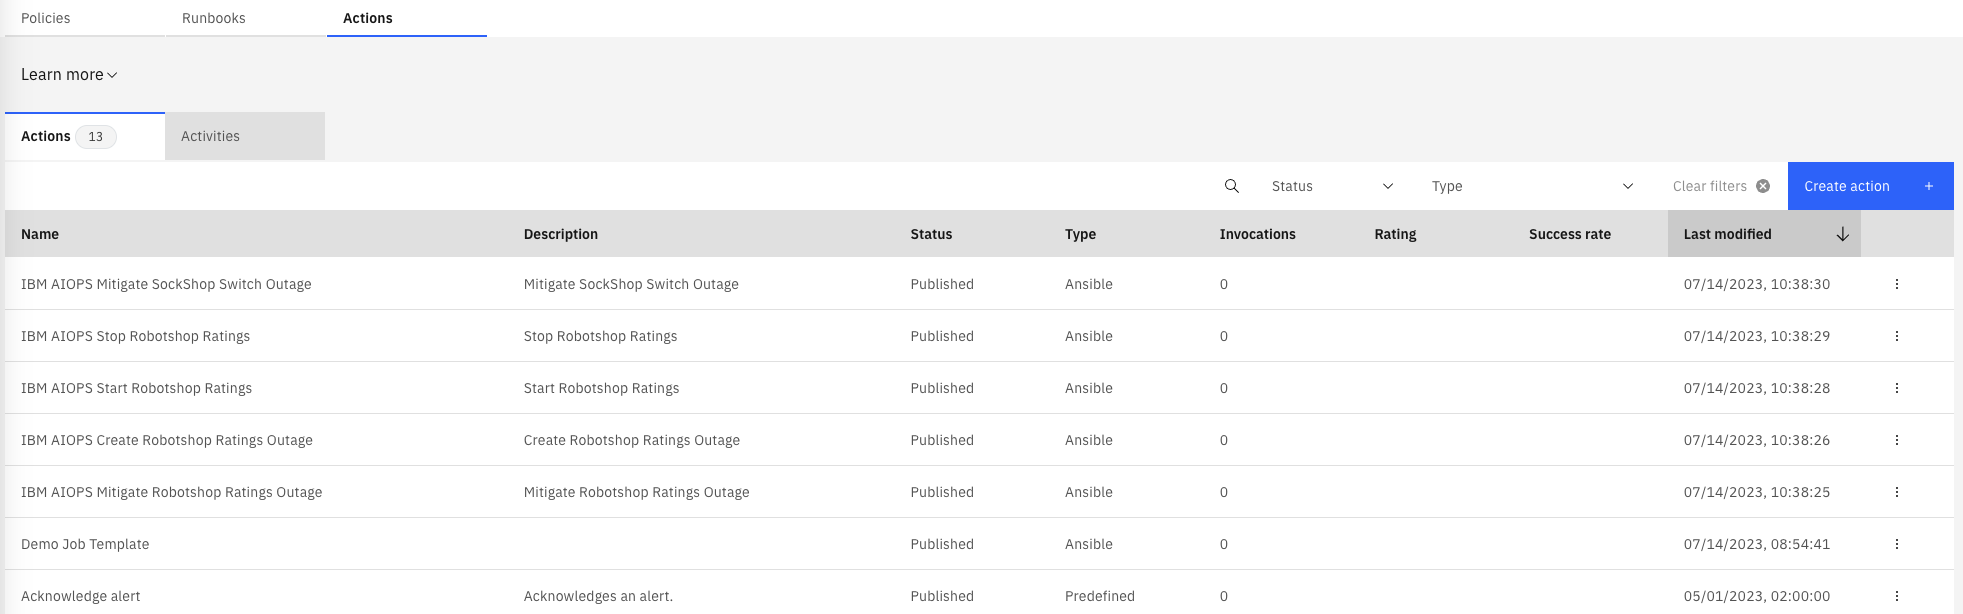 Policies Runbooks Actions
Learn more
Actions 13 Activities
Status Type Clear filters Create action +
Name Description Status Type Invocations Rating Success rate Last modified
IBM AIOPS Mitigate SockShop Switch Outage Mitigate SockShop Switch Outage Published Ansible 0 07/14/2023, 10:38:30
IBM AIOPS Stop Robotshop Ratings Stop Robotshop Ratings Published Ansible 0 07/14/2023, 10:38:29
IBM AIOPS Start Robotshop Ratings Start Robotshop Ratings Published Ansible 0 07/14/2023, 10:38:28
IBM AIOPS Create Robotshop Ratings Outage Create Robotshop Ratings Outage Published Ansible 0 07/14/2023, 10:38:26
IBM AIOPS Mitigate Robotshop Ratings Outage Mitigate Robotshop Ratings Outage Published Ansible 0 07/14/2023, 10:38:25
Demo Job Template Published Ansible 0 07/14/2023, 08:54:41
Acknowledge alert Acknowledges an alert. Published Predefined 0 05/01/2023, 02:00:00